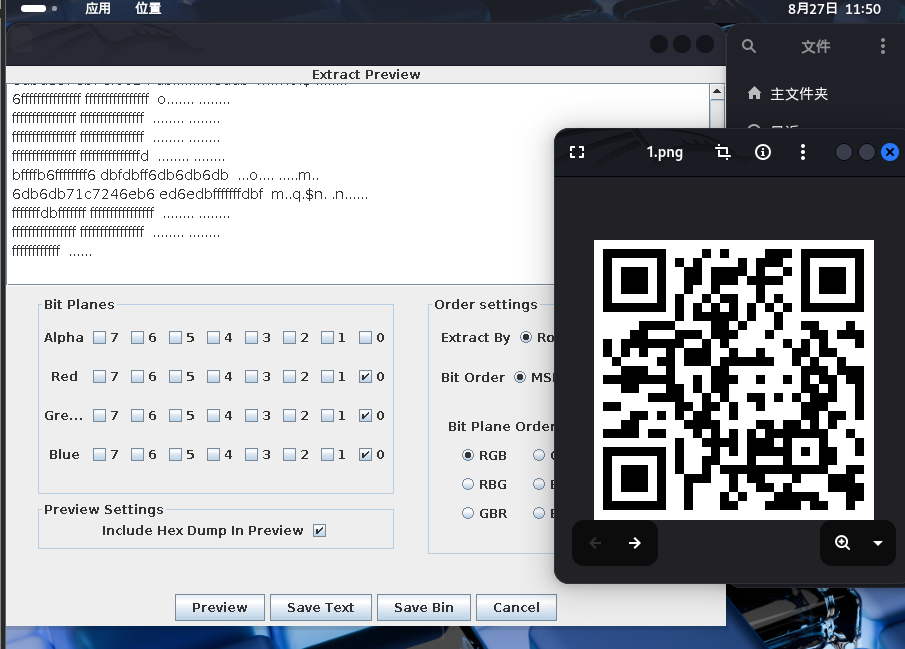 应用 位置 8月27日 11:50
文件
主文件夹
Extract Preview
6fffffffffffffff ffffffffffffffff o....... ........
ffffffffffffffff ffffffffffffffff ........ ........
ffffffffffffffff ffffffffffffffff ........ ........
ffffffffffffffff fffffffffffffffd ........ ........
bffffb6ffffffff6 dbfdbff6db6db6db ...o.... .....m..
6db6db71c7246eb6 ed6edbfffffffdbf m..q.$n. .n......
fffffffdbfffffff ffffffffffffffff ........ ........
ffffffffffffffff ffffffffffffffff ........ ........
ffffffffffff ......
1.png
Bit Planes
Alpha 7 6 5 4 3 2 1 0
Red 7 6 5 4 3 2 1 0
Gre... 7 6 5 4 3 2 1 0
Blue 7 6 5 4 3 2 1 0
Preview Settings
Include Hex Dump In Preview
Order settings
Extract By Ro
Bit Order MS
Bit Plane Order
RGB
RBG
GBR
Preview Save Text Save Bin Cancel